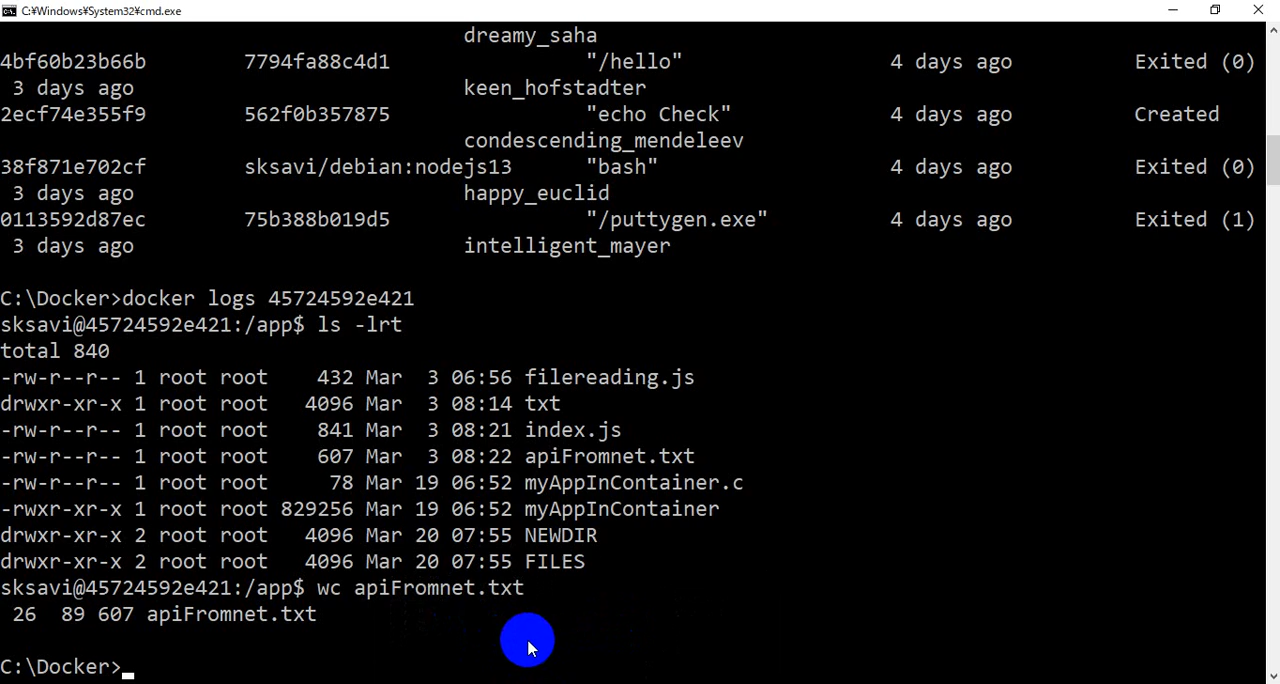 C:¥Windows¥System32¥cmd.exe
dreamy_saha
4bf60b23b66b 7794fa88c4d1 "/hello" 4 days ago Exited (0)
3 days ago keen_hofstadter
2ecf74e355f9 562f0b357875 "echo Check" 4 days ago Created
condescending_mendeleev
38f871e702cf sksavi/debian:nodejs13 "bash" 4 days ago Exited (0)
3 days ago happy_euclid
0113592d87ec 75b388b019d5 "/puttygen.exe" 4 days ago Exited (1)
3 days ago intelligent_mayer
C:\Docker>docker logs 45724592e421
sksavi@45724592e421:/app$ ls -lrt
total 840
-rw-r--r-- 1 root root 432 Mar 3 06:56 filereading.js
drwxr-xr-x 1 root root 4096 Mar 3 08:14 txt
-rw-r--r-- 1 root root 841 Mar 3 08:21 index.js
-rw-r--r-- 1 root root 607 Mar 3 08:22 apiFromnet.txt
-rw-r--r-- 1 root root 78 Mar 19 06:52 myAppInContainer.c
-rwxr-xr-x 1 root root 829256 Mar 19 06:52 myAppInContainer
drwxr-xr-x 2 root root 4096 Mar 20 07:55 NEWDIR
drwxr-xr-x 2 root root 4096 Mar 20 07:55 FILES
sksavi@45724592e421:/app$ wc apiFromnet.txt
26 89 607 apiFromnet.txt
C:\Docker>